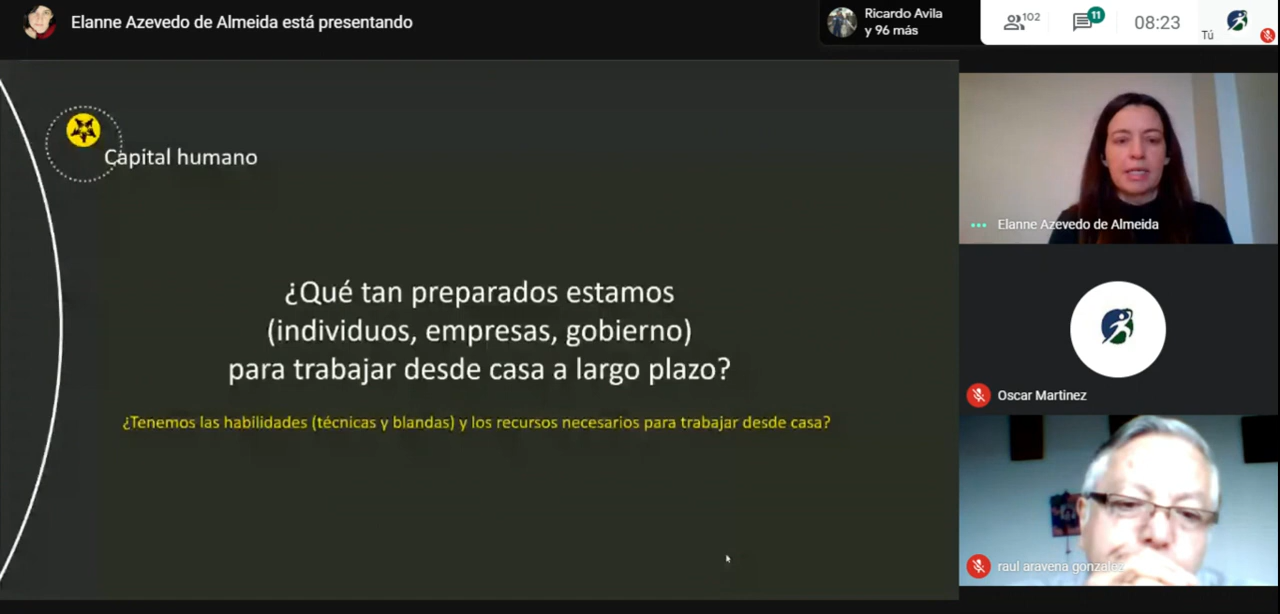 Elanne Azevedo de Almeida está presentando
Ricardo Avila
y 96 más
102
11
08:23
Tú
Capital humano
¿Qué tan preparados estamos
(individuos, empresas, gobierno)
para trabajar desde casa a largo plazo?
¿Tenemos las habilidades (técnicas y blandas) y los recursos necesarios para trabajar desde casa?
Elanne Azevedo de Almeida
Oscar Martinez
raul aravena gonzalez